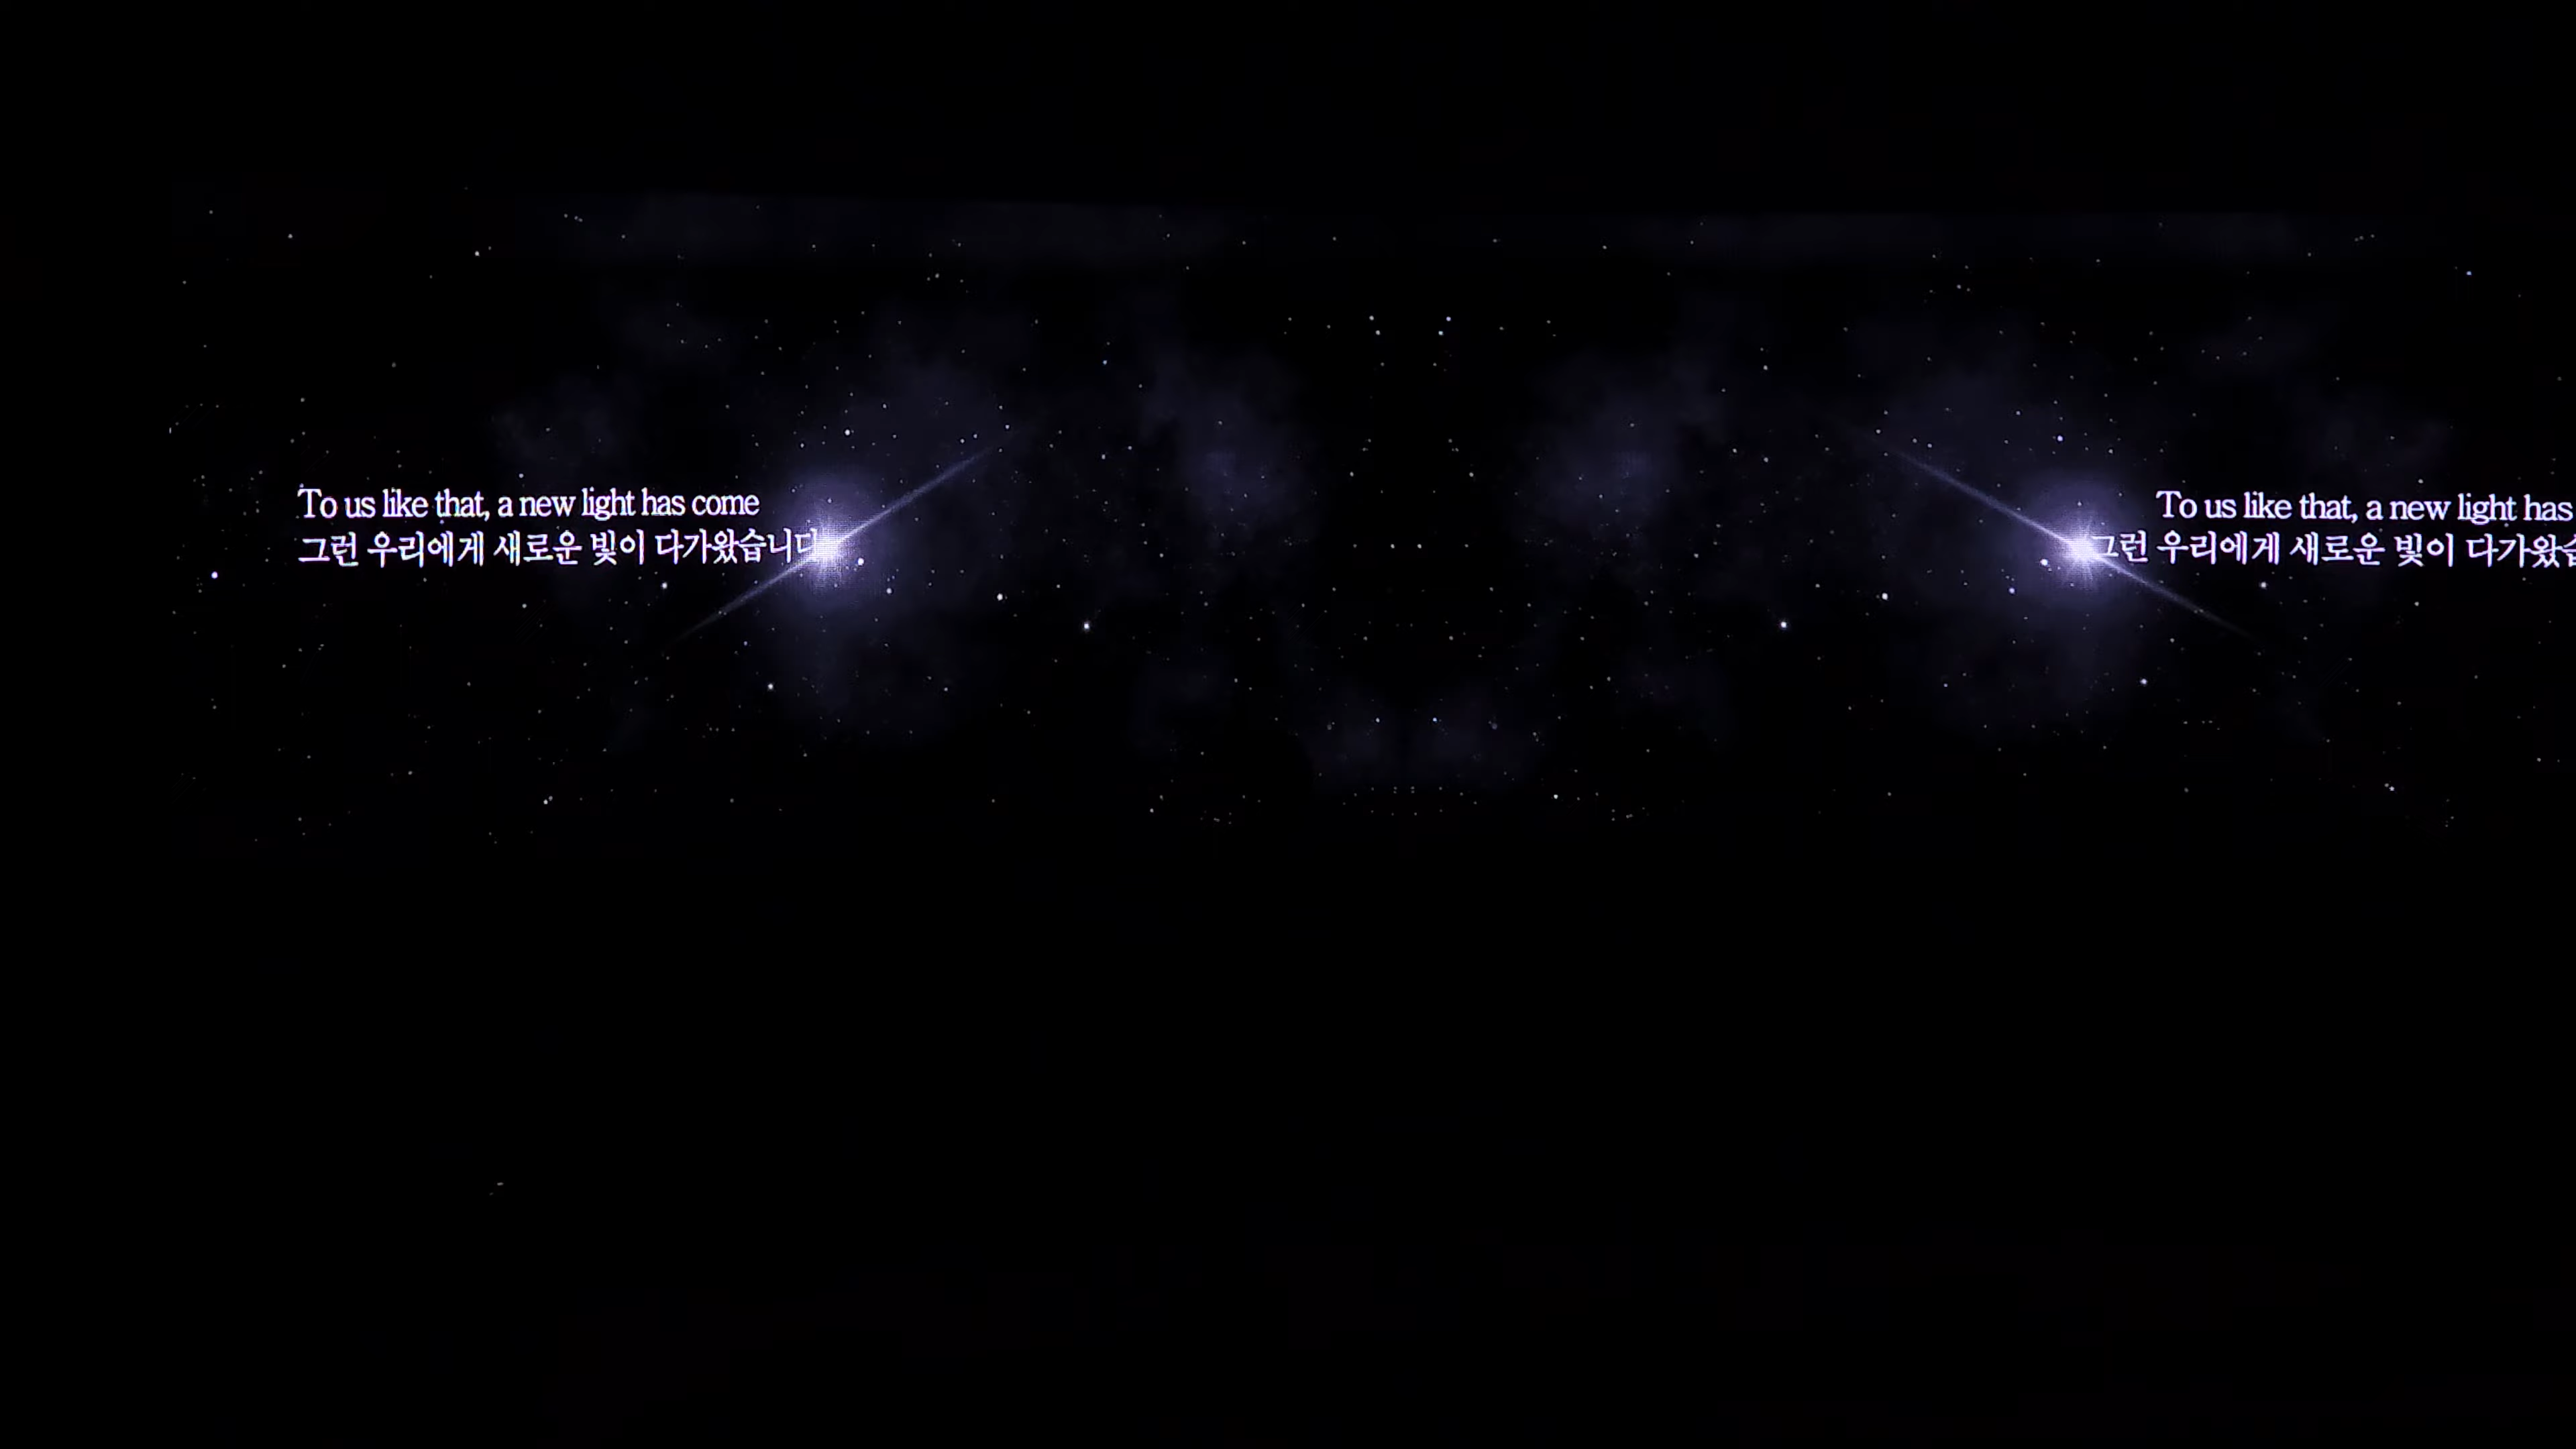 To us like that, a new light has come
그런 우리에게 새로운 빛이 다가왔습니다
To us like that, a new light has
그런 우리에게 새로운 빛이 다가왔